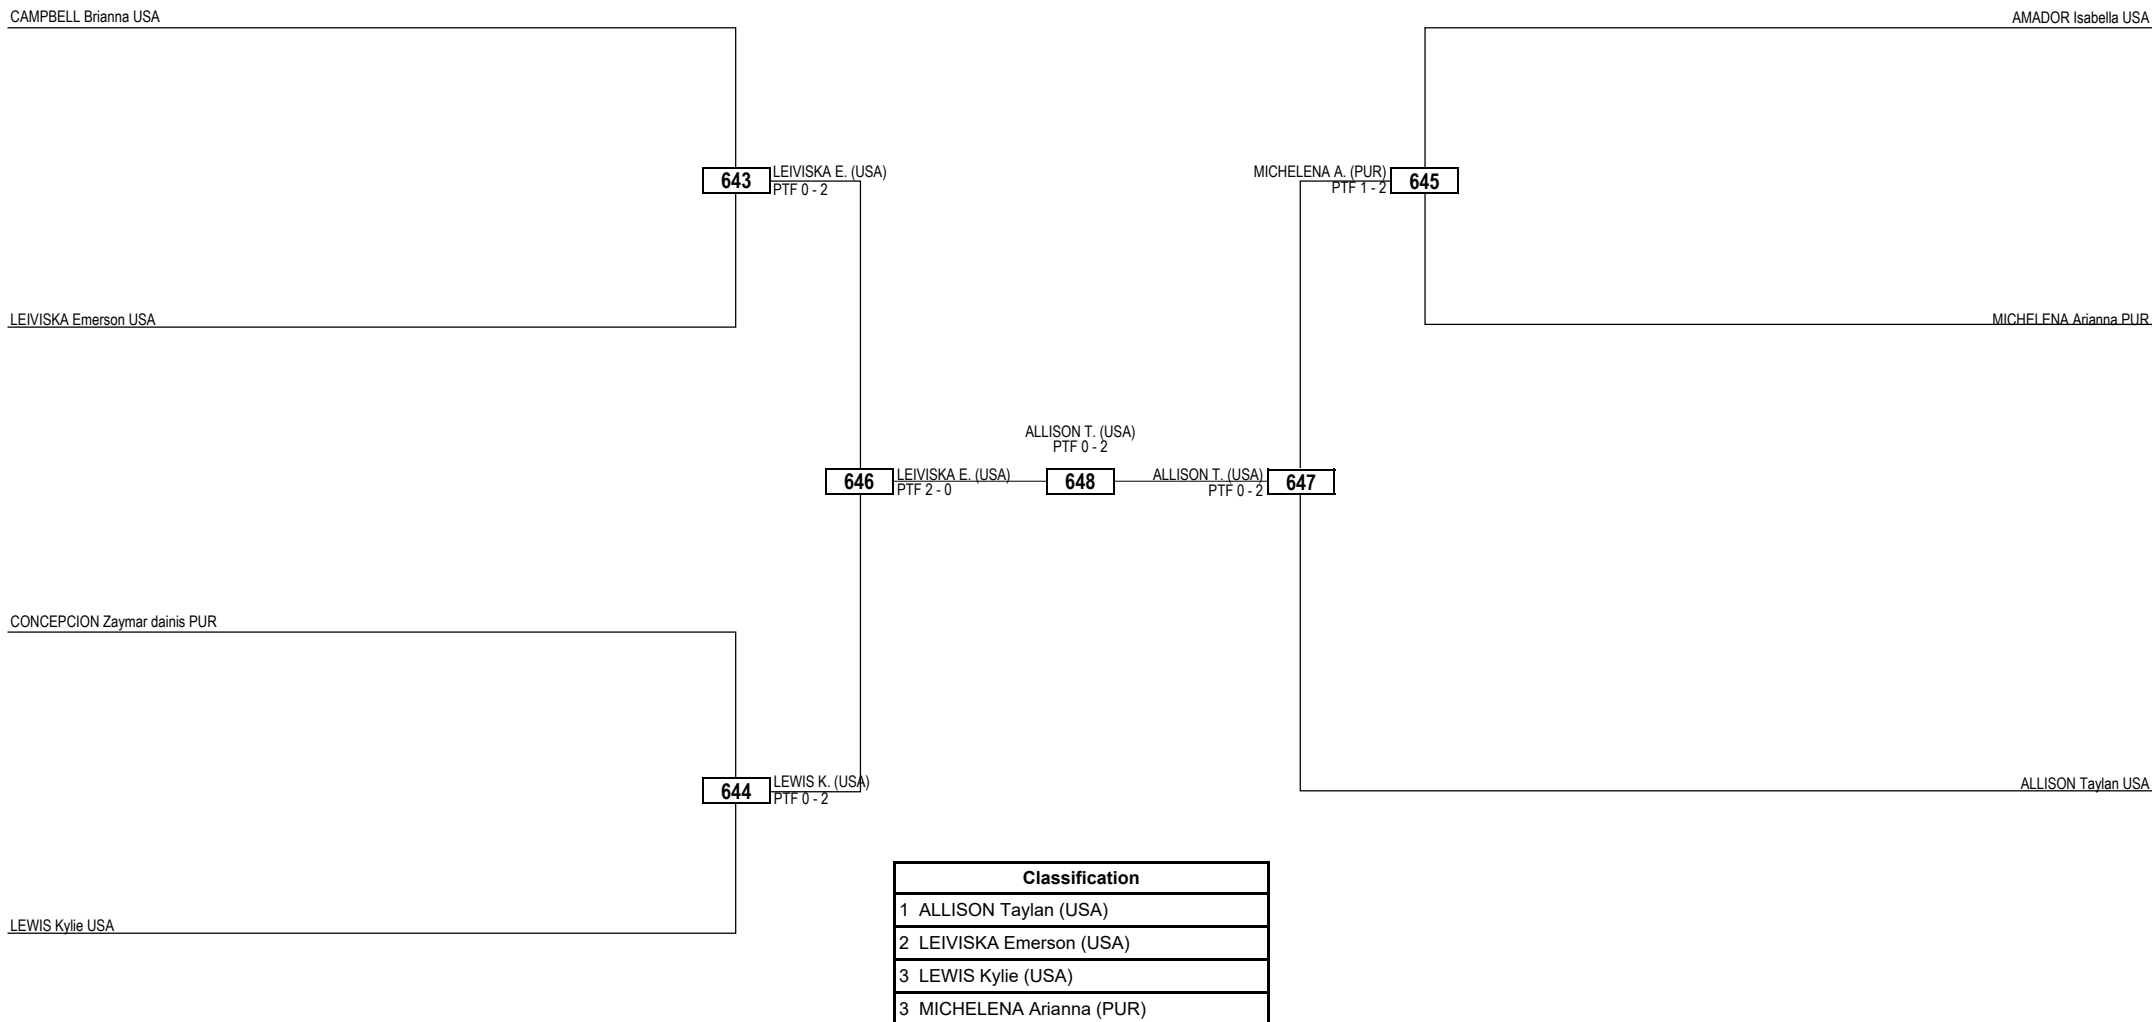 CAMPBELL Brianna USA
AMADOR Isabella USA
643
LEIVISKA E. (USA)
PTF 0 - 2
MICHELENA A. (PUR)
PTF 1 - 2
645
LEIVISKA Emerson USA
MICHELENA Arianna PUR
ALLISON T. (USA)
PTF 0 - 2
646
LEIVISKA E. (USA)
PTF 2 - 0
648
ALLISON T. (USA)
PTF 0 - 2
647
CONCEPCION Zaymar dainis PUR
644
LEWIS K. (USA)
PTF 0 - 2
ALLISON Taylan USA
LEWIS Kylie USA
Classification
1 ALLISON Taylan (USA)
2 LEIVISKA Emerson (USA)
3 LEWIS Kylie (USA)
3 MICHELENA Arianna (PUR)